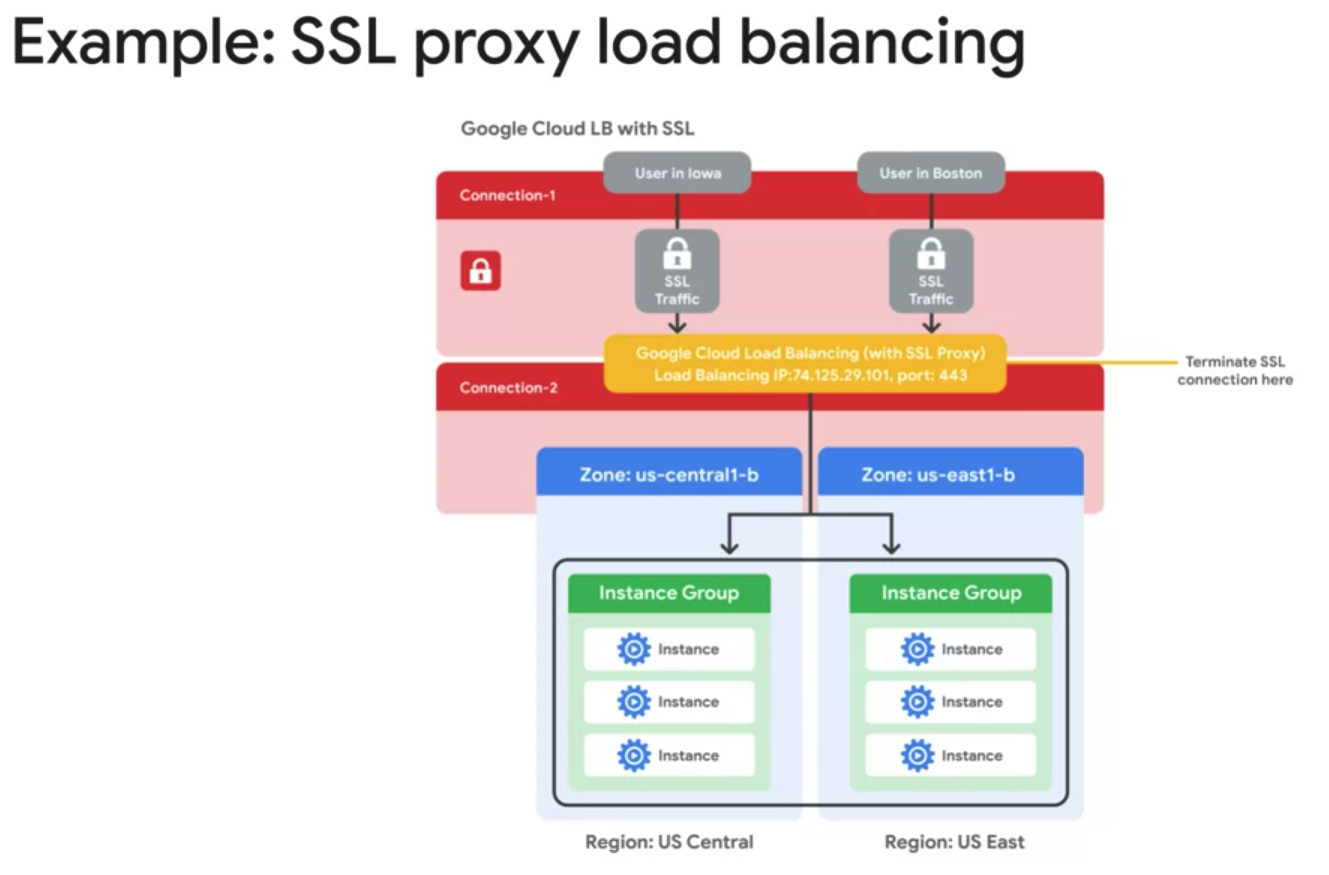 Example: SSL proxy load balancing
Google Cloud LB with SSL
User in Iowa
User in Boston
Connection-1
SSL
Traffic
SSL
Traffic
Google Cloud Load Balancing (with SSL Proxy)
Load Balancing IP:74.125.29.101, port: 443
Terminate SSL
connection here
Connection-2
Zone: us-central1-b
Zone: us-east1-b
Instance Group
Instance
Instance
Instance
Instance Group
Instance
Instance
Instance
Region: US Central
Region: US East